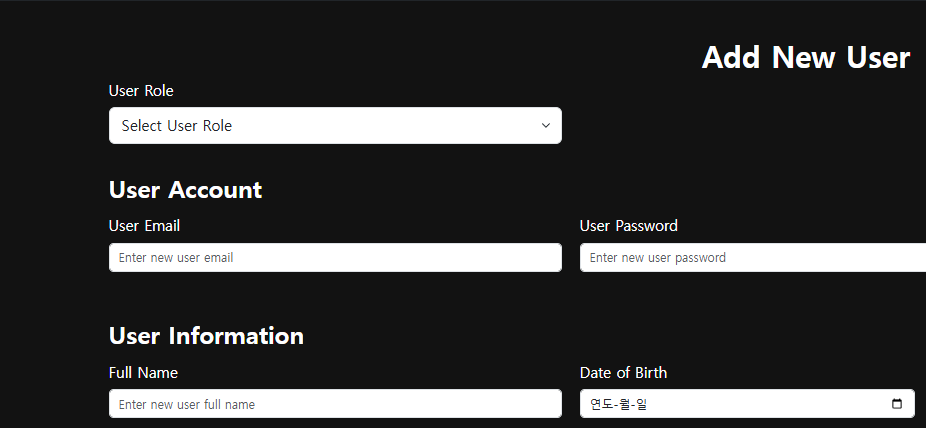 Add New User
User Role
Select User Role
User Account
User Email
User Password
Enter new user email
Enter new user password
User Information
Full Name
Date of Birth
Enter new user full name
연도-월-일